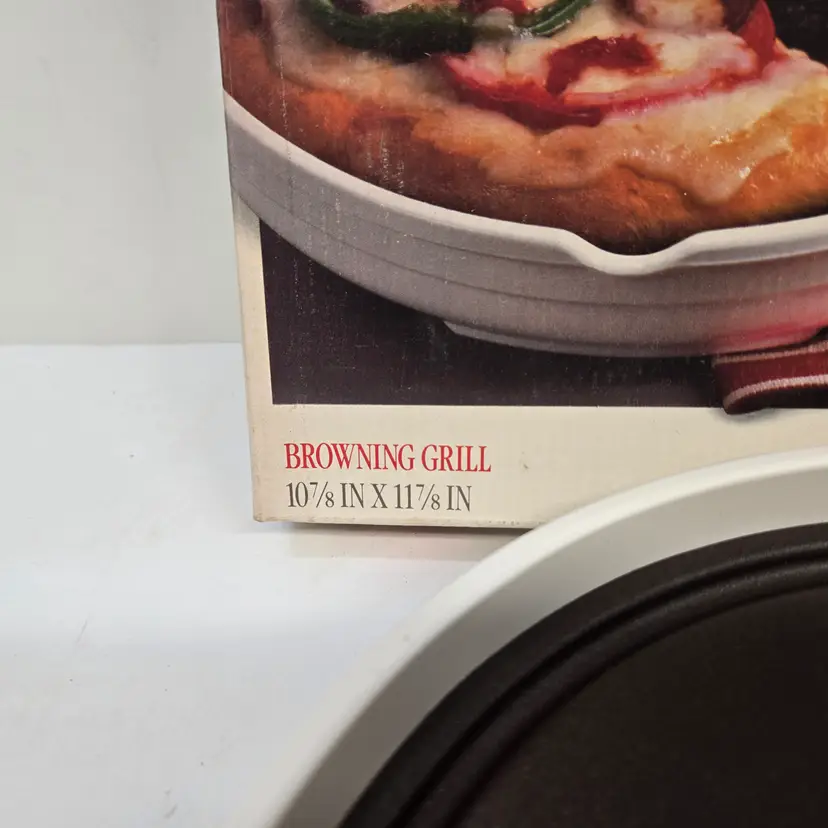 BROWNING GRILL
10⅞ IN X 11⅞ IN